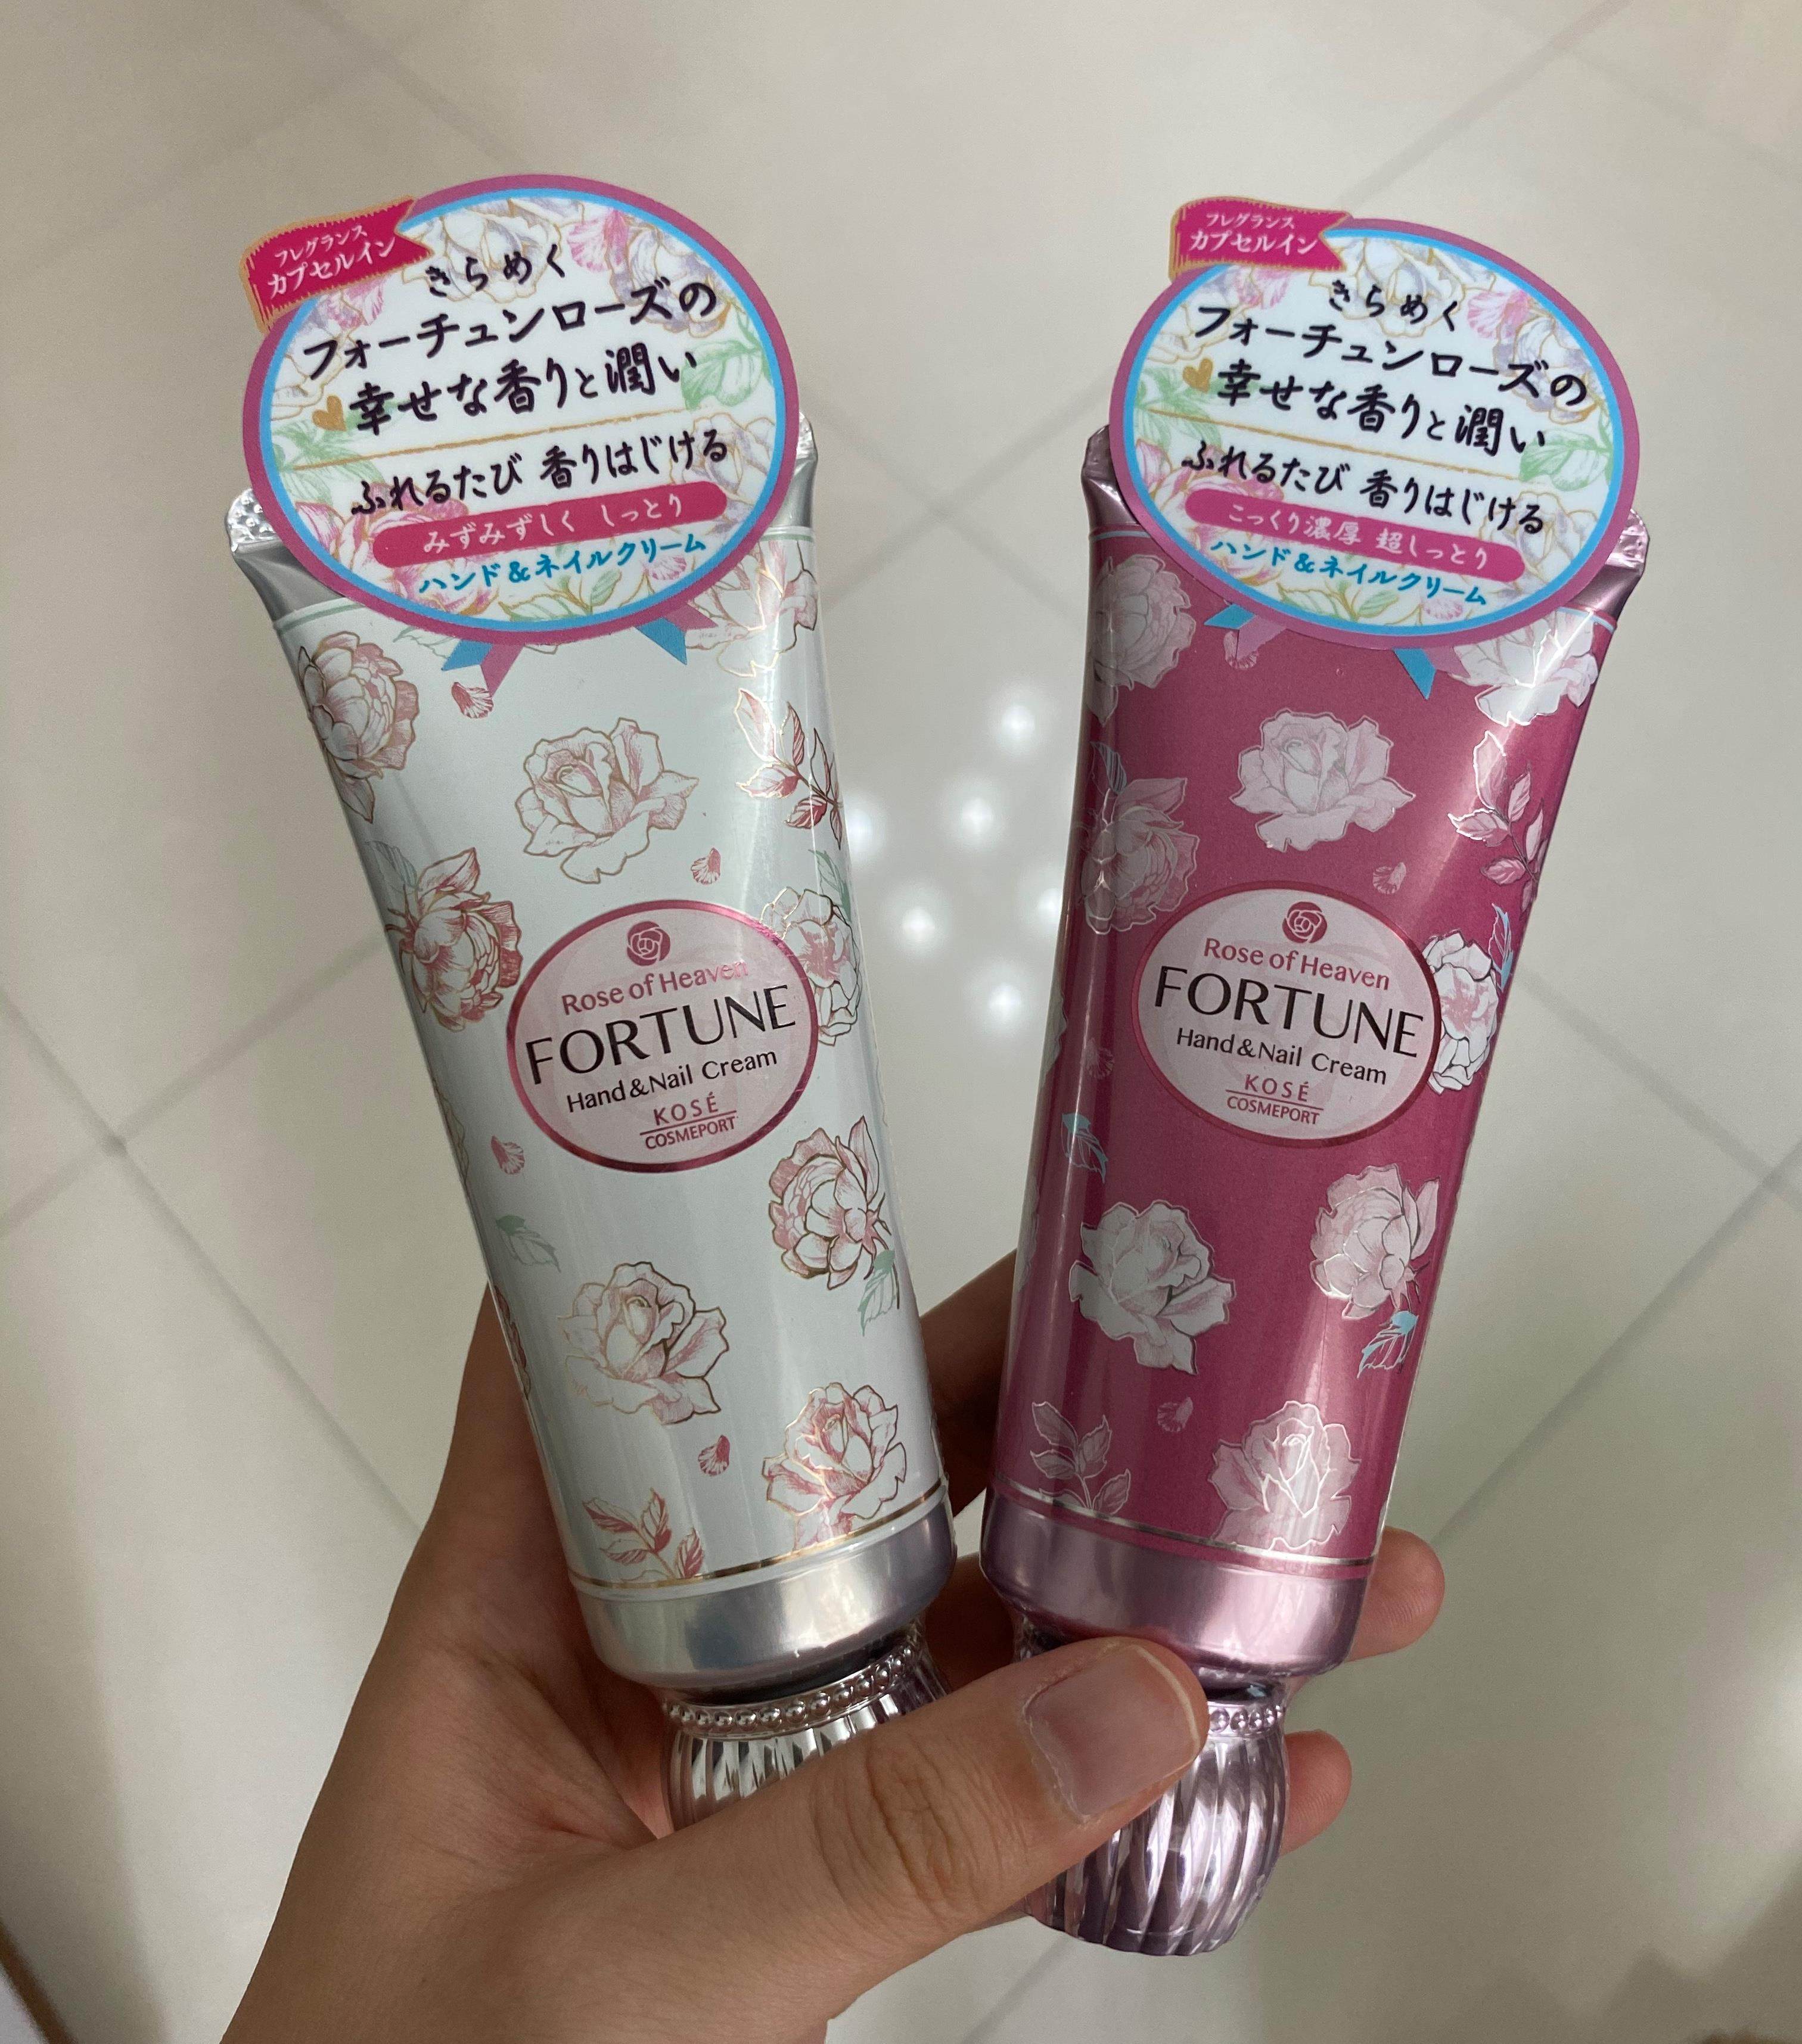 フレグランス
カプセルイン
きらめく
フォーチュンローズの
幸せな香りと潤い
ふれるたび 香りはじける
みずみずしく しっとり
ハンド&ネイルクリーム
Rose of Heaven
FORTUNE
Hand&Nail Cream
KOSÉ
COSMEPORT
フレグランス
カプセルイン
きらめく
フォーチュンローズの
幸せな香りと潤い
ふれるたび 香りはじける
こっくり濃厚 超しっとり
ハンド&ネイルクリーム
Rose of Heaven
FORTUNE
Hand&Nail Cream
KOSÉ
COSMEPORT